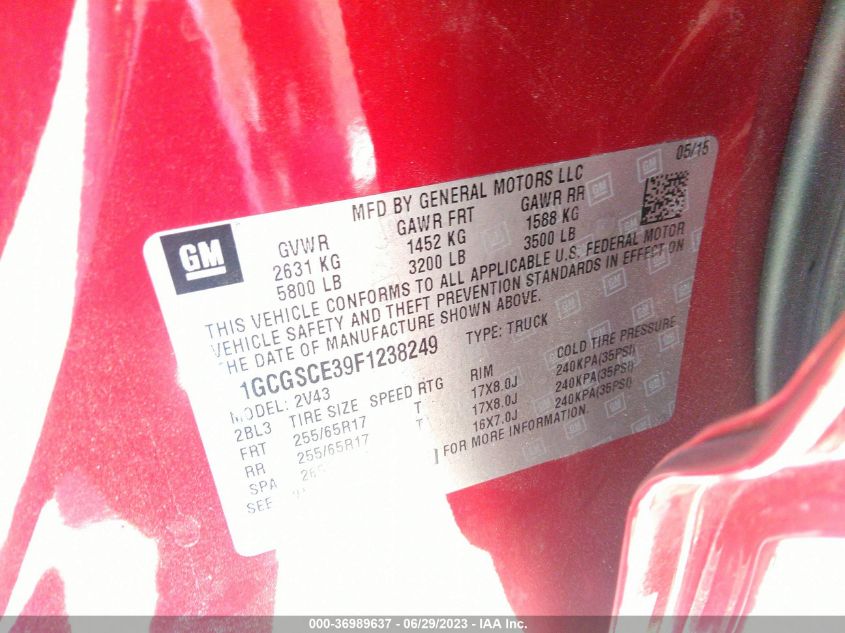 05/15
MFD BY GENERAL MOTORS LLC
GM
GVWR GAWR FRT GAWR RR
2631 KG 1452 KG 1588 KG
5800 LB 3200 LB 3500 LB
THIS VEHICLE CONFORMS TO ALL APPLICABLE U.S. FEDERAL MOTOR
VEHICLE SAFETY AND THEFT PREVENTION STANDARDS IN EFFECT ON
THE DATE OF MANUFACTURE SHOWN ABOVE.
1GCGSCE39F1238249 TYPE: TRUCK
MODEL: 2V43
2BL3 TIRE SIZE SPEED RTG RIM COLD TIRE PRESSURE
FRT 255/65R17 T 17X8.0J 240KPA(35PSI)
RR 255/65R17 T 17X8.0J 240KPA(35PSI)
SPA 16X7.0J 240KPA(35PSI)
SEE FOR MORE INFORMATION.
000-36989637 - 06/29/2023 - IAA Inc.